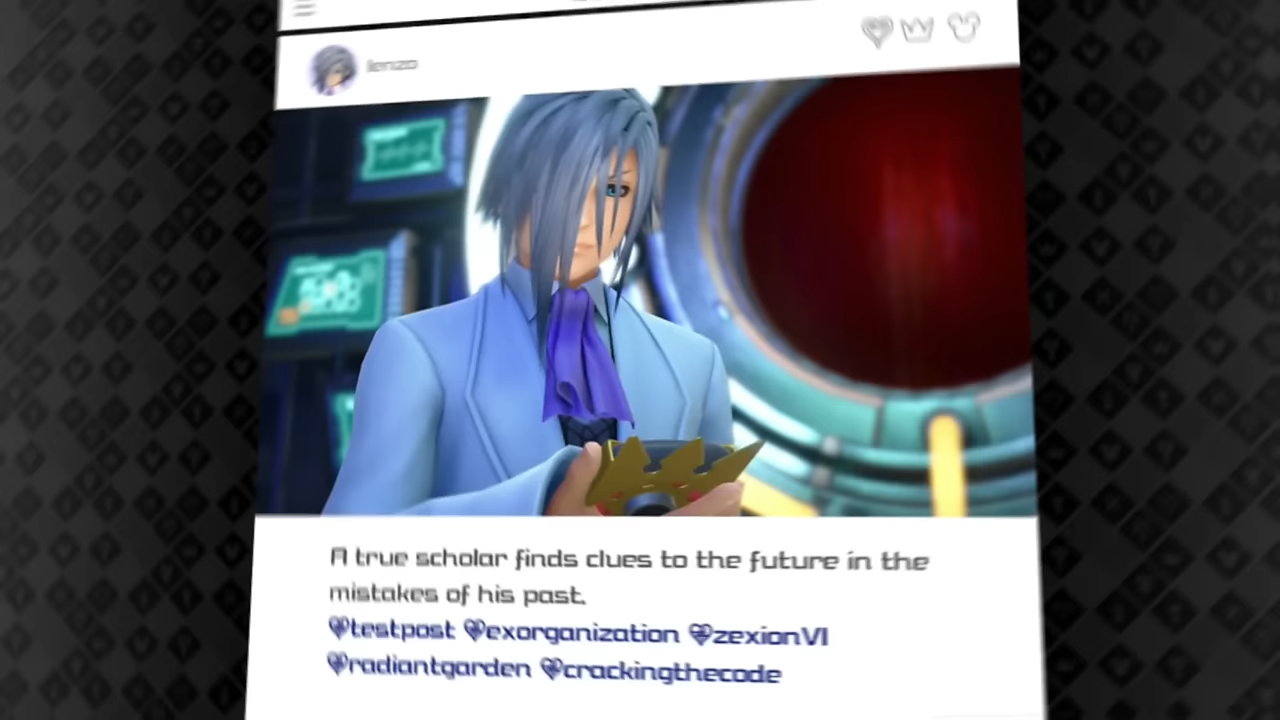 Ienzo
A true scholar finds clues to the future in the
mistakes of his past.
testpost exorganization zexionVI
radiantgarden crackingthecode